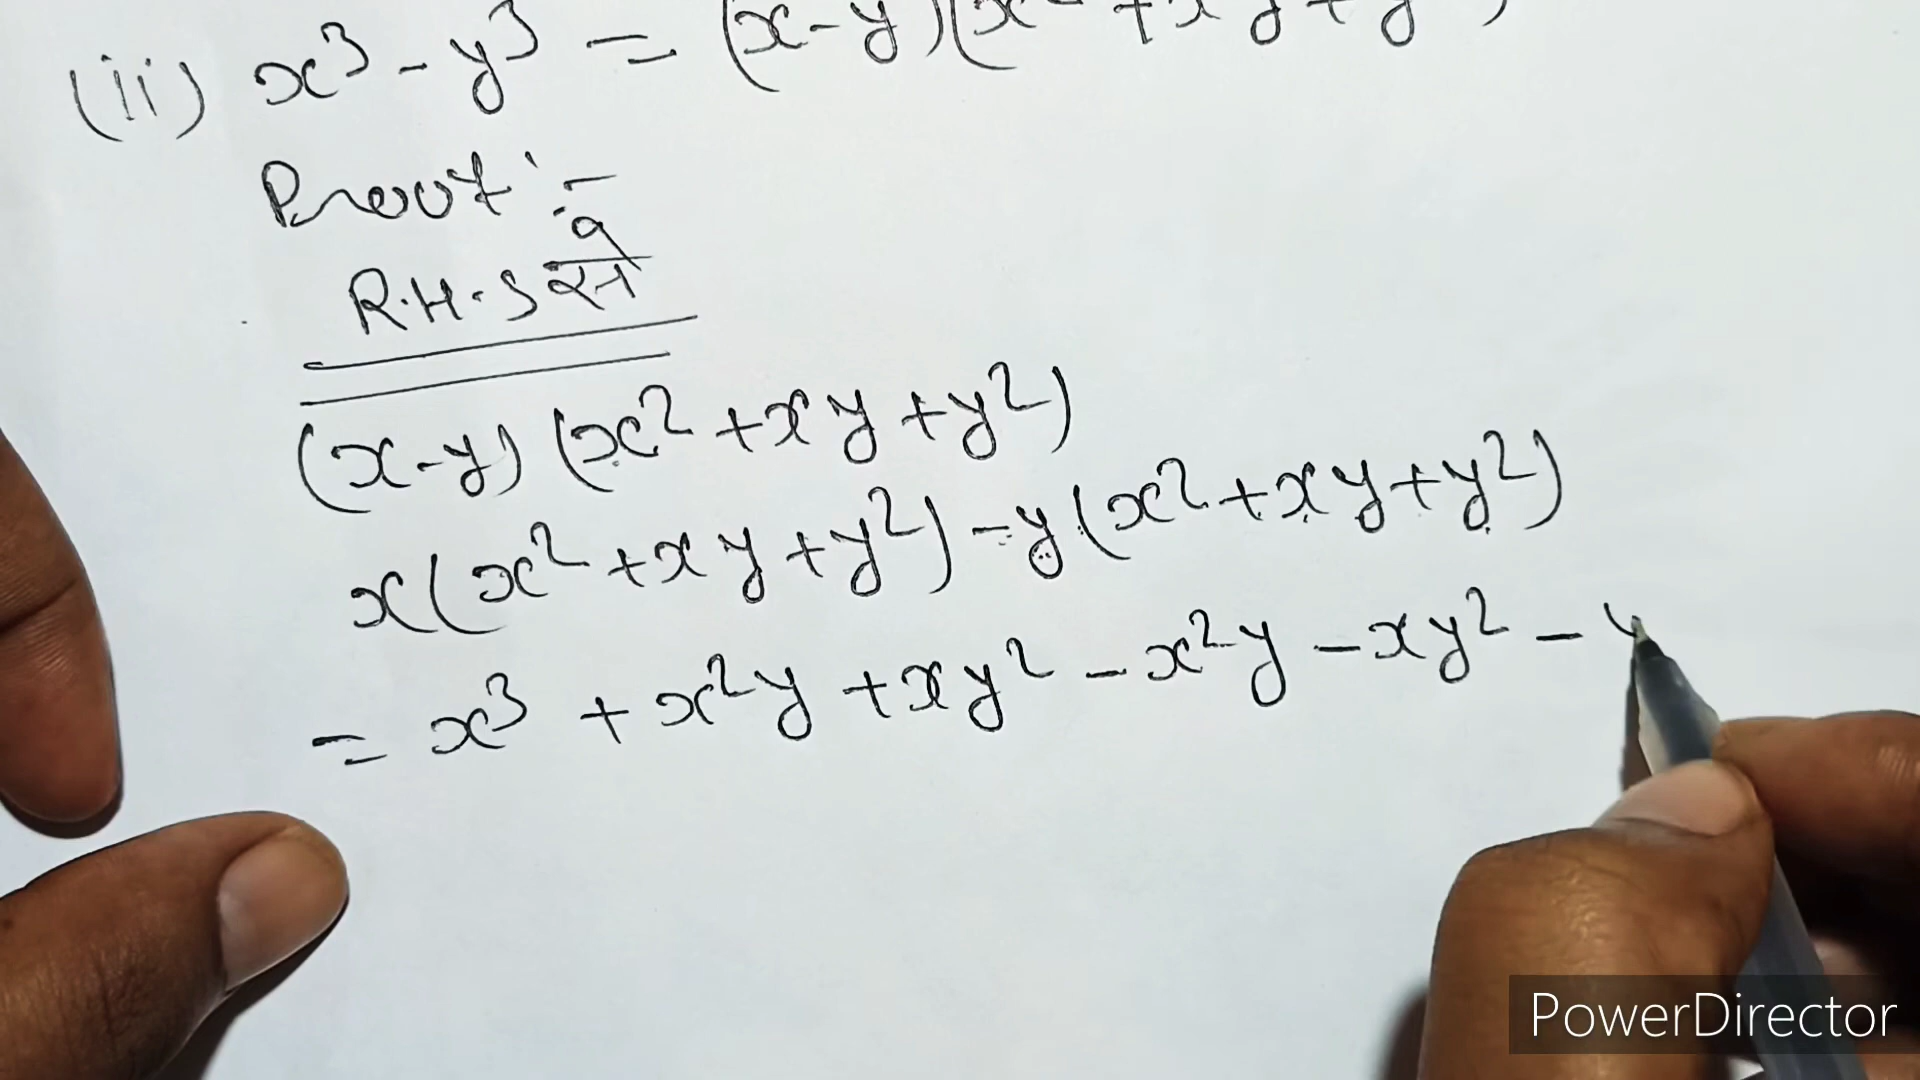 (ii) x³ - y³ = (x-y)(x² + xy + y²)
Proof :-
R.H.S से
(x-y) (x² + xy + y²)
x(x² + xy + y²) - y(x² + xy + y²)
= x³ + x²y + xy² - x²y - xy² - y
PowerDirector